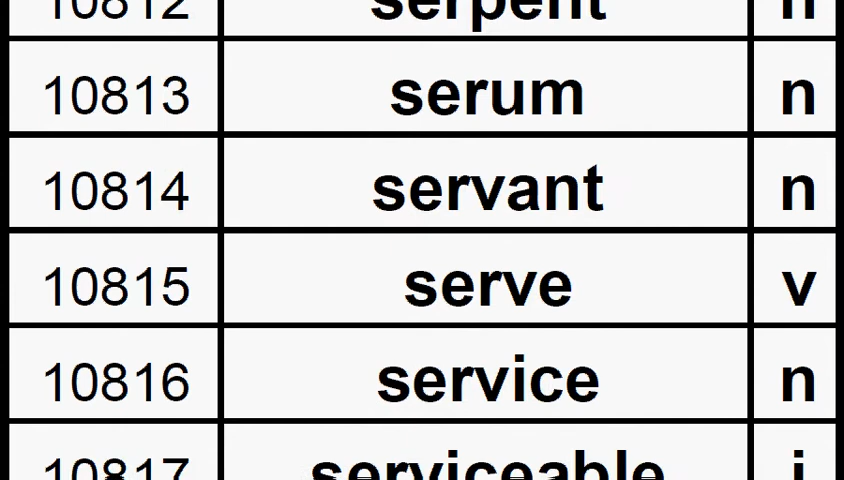 10812 serpent n
10813 serum n
10814 servant n
10815 serve v
10816 service n
10817 serviceable j